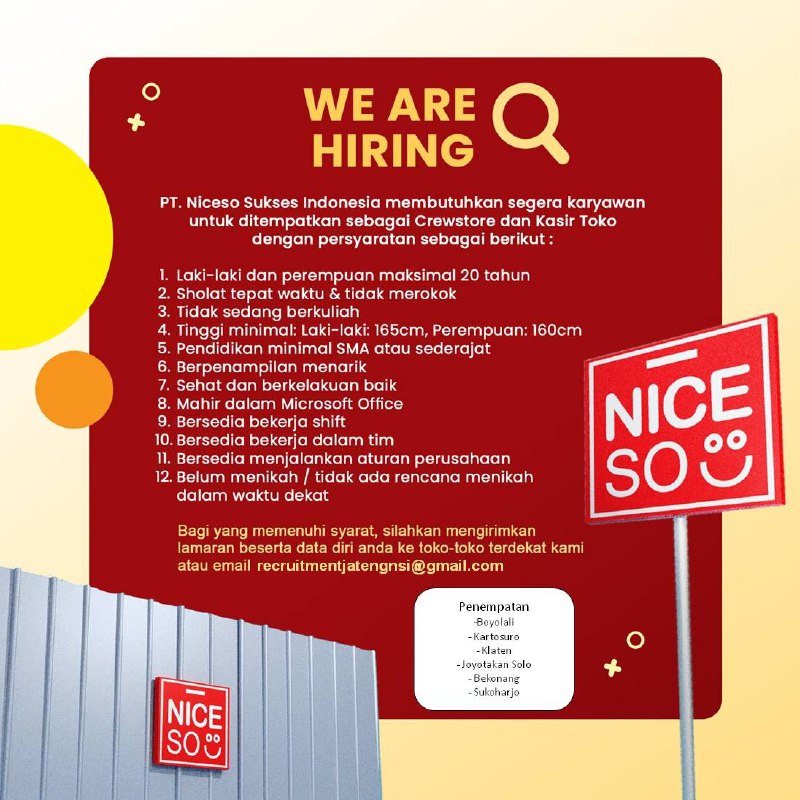 WE ARE
HIRING
PT. Niceso Sukses Indonesia membutuhkan segera karyawan
untuk ditempatkan sebagai Crewstore dan Kasir Toko
dengan persyaratan sebagai berikut :
1. Laki-laki dan perempuan maksimal 20 tahun
2. Sholat tepat waktu & tidak merokok
3. Tidak sedang berkuliah
4. Tinggi minimal: Laki-laki: 165cm, Perempuan: 160cm
5. Pendidikan minimal SMA atau sederajat
6. Berpenampilan menarik
7. Sehat dan berkelakuan baik
8. Mahir dalam Microsoft Office
9. Bersedia bekerja shift
10. Bersedia bekerja dalam tim
11. Bersedia menjalankan aturan perusahaan
12. Belum menikah / tidak ada rencana menikah
dalam waktu dekat
Bagi yang memenuhi syarat, silahkan mengirimkan
lamaran beserta data diri anda ke toko-toko terdekat kami
atau email recruitmentjatengnsi@gmail.com
Penempatan
-Boyolali
-Kartosuro
-Klaten
-Joyotakan Solo
-Bekonang
-Sukoharjo
NICE
SO
NICE
SO